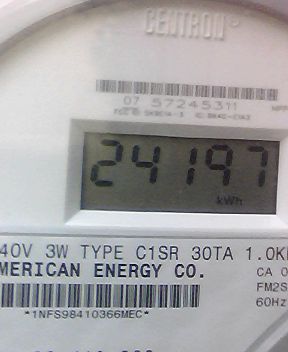 CENTRON
07 57245311
24197
kWh
40V 3W TYPE C1SR 30TA 1.0K
MERICAN ENERGY CO.
CA 0
FM2S
60Hz
*1NFS98410366MEC*